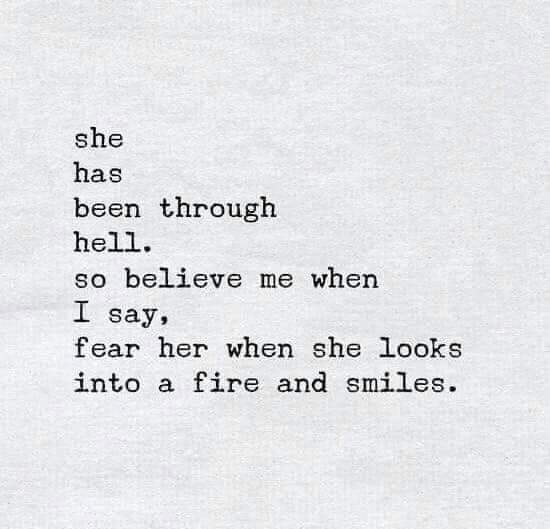 she
has
been through
hell.
so believe me when
I say,
fear her when she looks
into a fire and smiles.